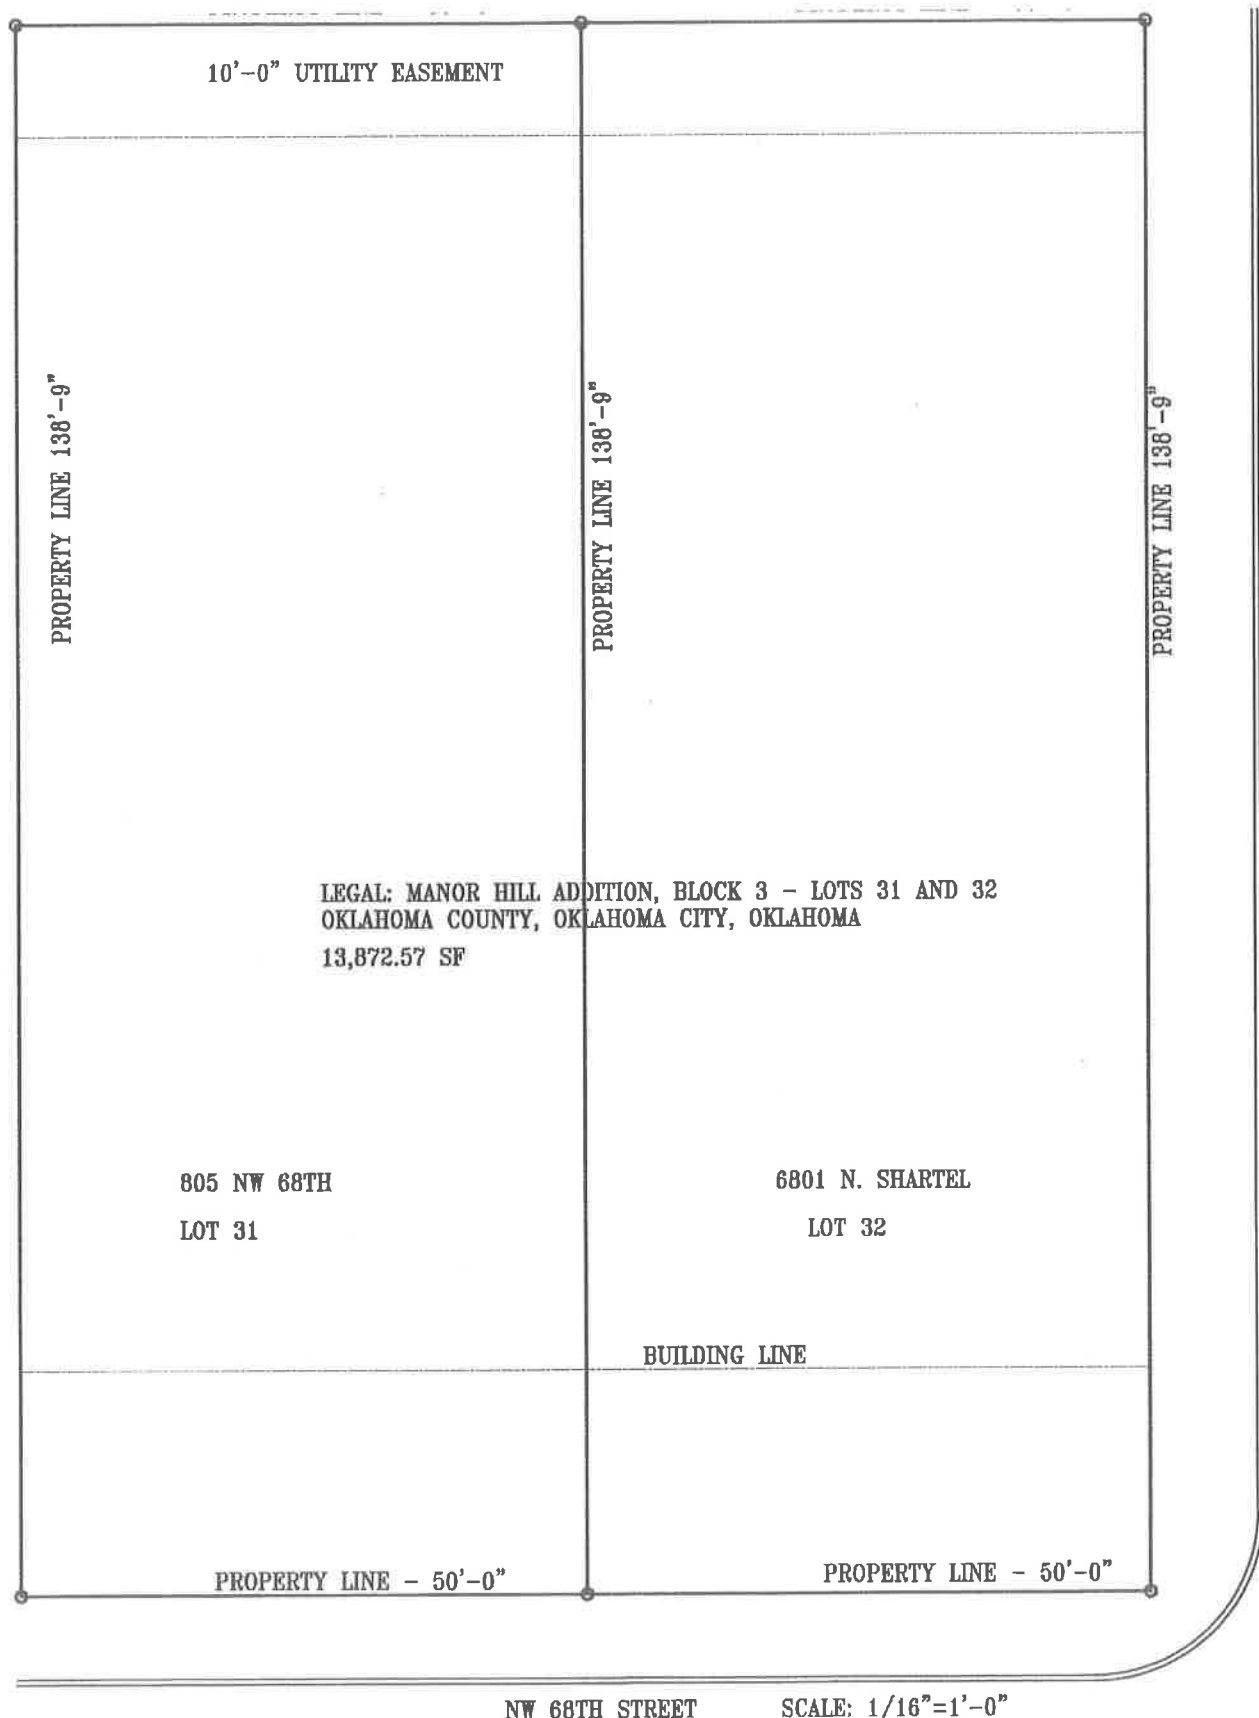 10'-0" UTILITY EASEMENT
PROPERTY LINE 138'-9"
PROPERTY LINE 138'-9"
PROPERTY LINE 138'-9"
LEGAL: MANOR HILL ADDITION, BLOCK 3 - LOTS 31 AND 32
OKLAHOMA COUNTY, OKLAHOMA CITY, OKLAHOMA
13,872.57 SF
805 NW 68TH
LOT 31
6801 N. SHARTEL
LOT 32
BUILDING LINE
PROPERTY LINE - 50'-0"
PROPERTY LINE - 50'-0"
NW 68TH STREET
SCALE: 1/16"=1'-0"